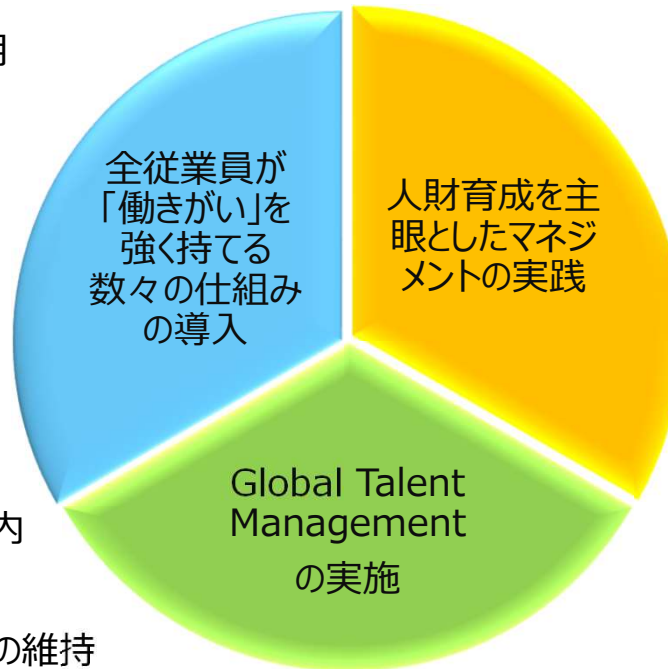 月
全従業員が
「働きがい」を
強く持てる
数々の仕組み
の導入
人財育成を主
眼としたマネジ
メントの実践
Global Talent
Management
の実施
内
の維持